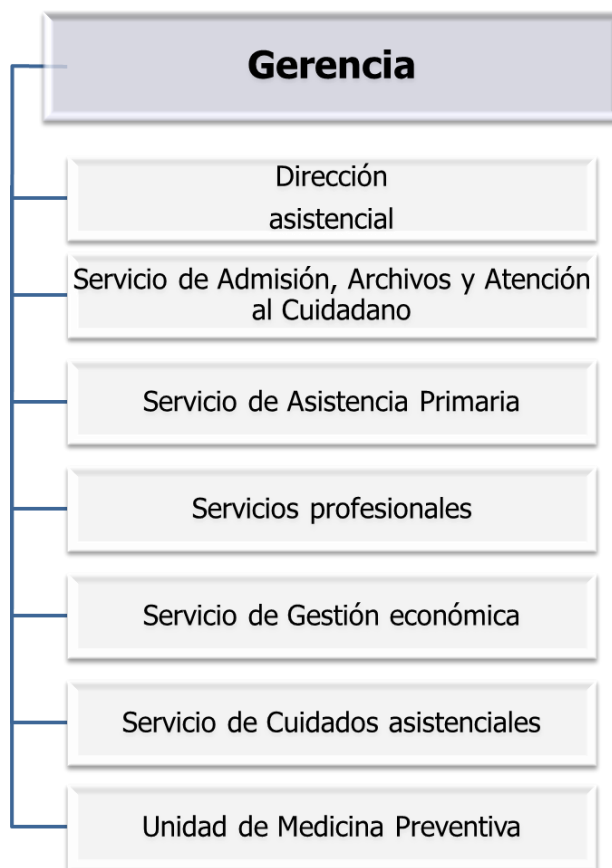 Gerencia
Dirección
asistencial
Servicio de Admisión, Archivos y Atención
al Cuidadano
Servicio de Asistencia Primaria
Servicios profesionales
Servicio de Gestión económica
Servicio de Cuidados asistenciales
Unidad de Medicina Preventiva